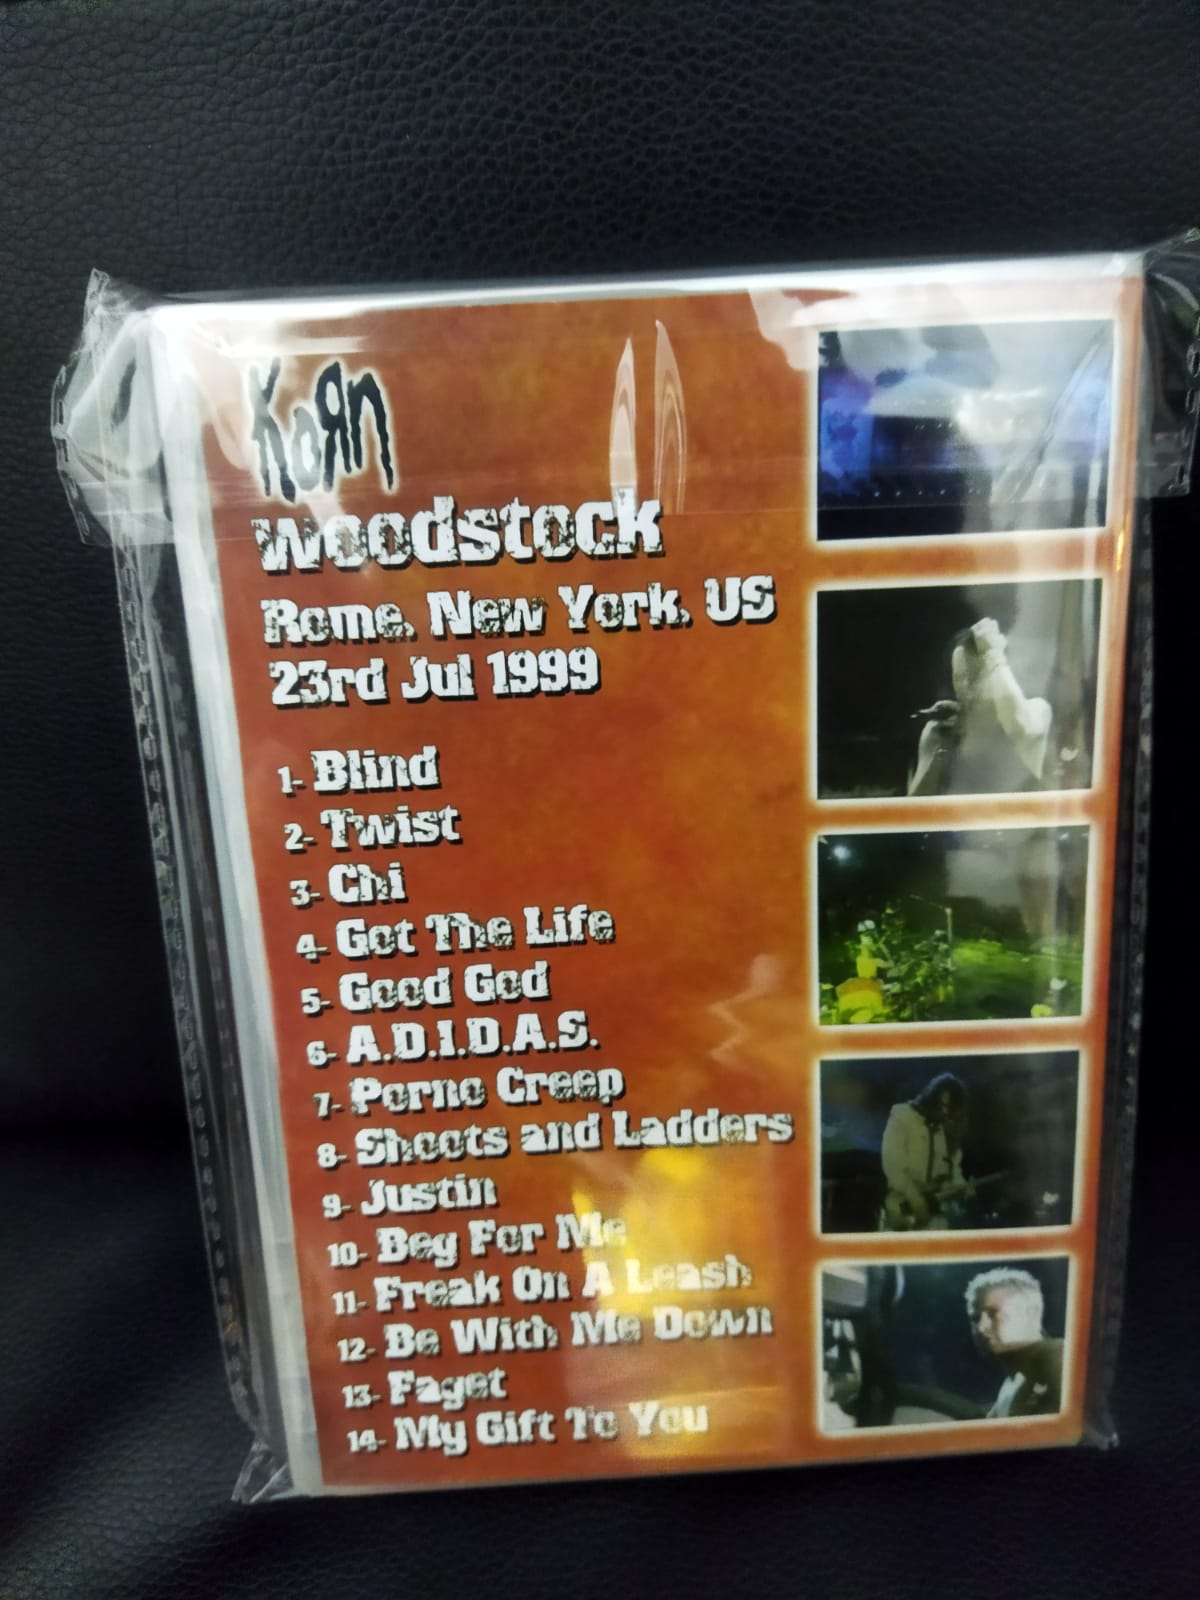 KoЯn
woodstock
Rome, New York, US
23rd Jul 1999
1- Blind
2- Twist
3- Chi
4- Got The Life
5- Good God
6- A.D.I.D.A.S.
7- Porno Creep
8- Shoots and Ladders
9- Justin
10- Beg For Me
11- Freak On A Leash
12- Be With Me Down
13- Faget
14- My Gift To You